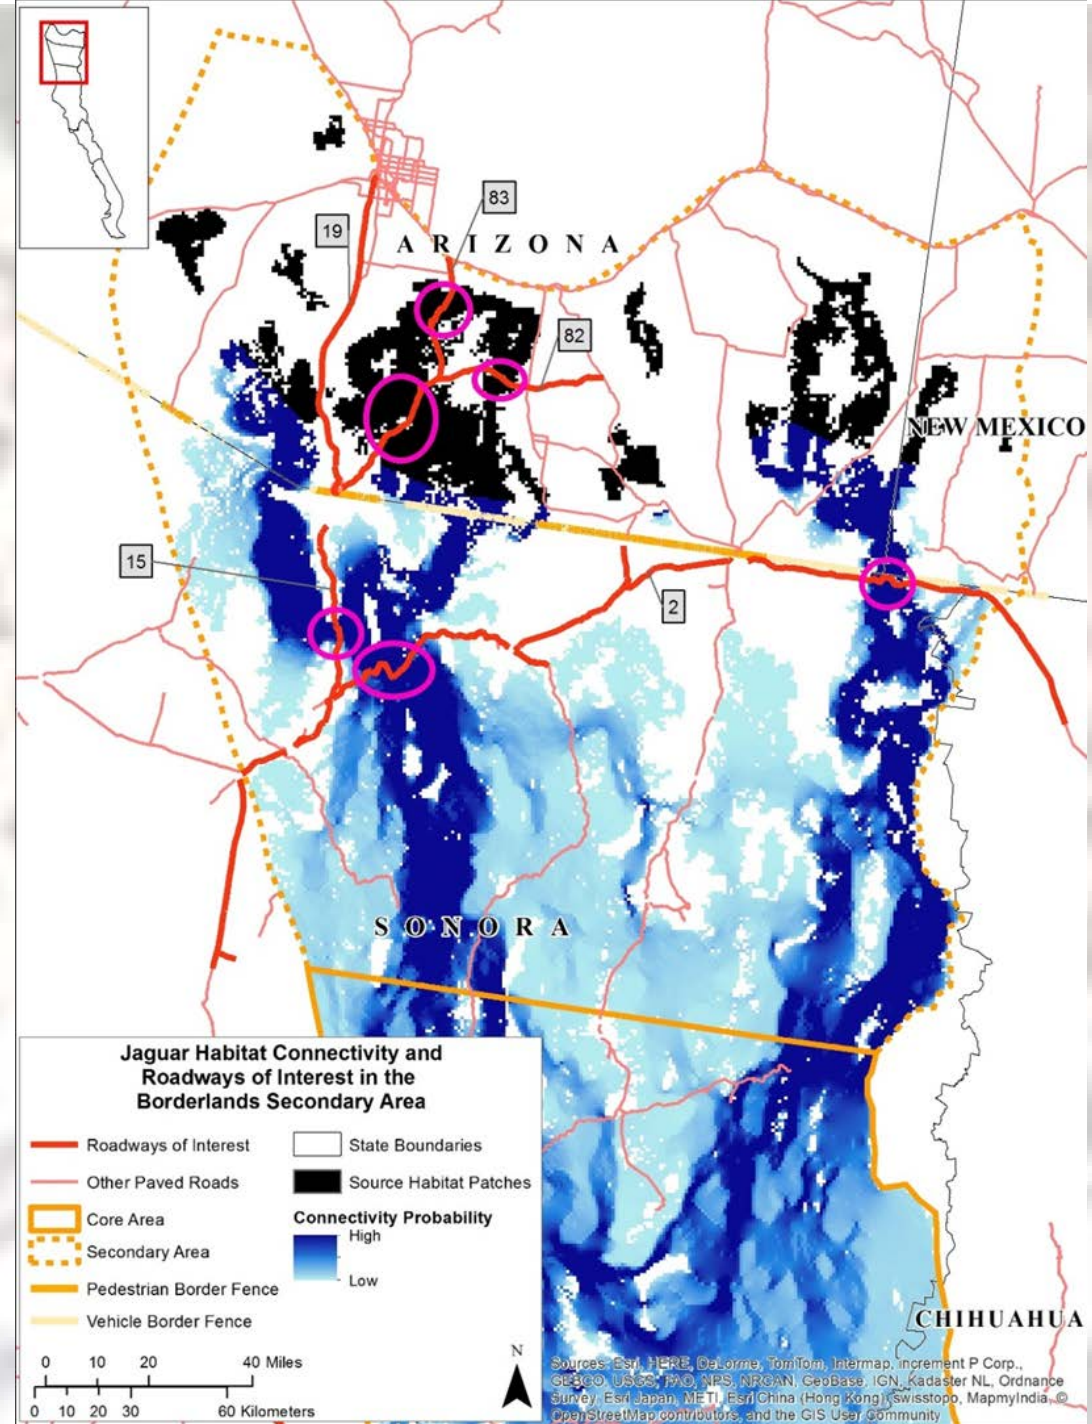 83
19
ARIZONA
82
NEW MEXICO
15
2
SONORA
Jaguar Habitat Connectivity and
Roadways of Interest in the
Borderlands Secondary Area
Roadways of Interest
State Boundaries
Other Paved Roads
Source Habitat Patches
Core Area
Connectivity Probability
High
Secondary Area
Low
Pedestrian Border Fence
Vehicle Border Fence
CHIHUAHUA
0 10 20 40 Miles
0 10 20 30 60 Kilometers
N
Sources: Esri, HERE, DeLorme, TomTom, Intermap, increment P Corp.,
GEBCO, USGS, FAO, NPS, NRCAN, GeoBase, IGN, Kadaster NL, Ordnance
Survey, Esri Japan, METI, Esri China (Hong Kong), swisstopo, MapmyIndia, ©
OpenStreetMap contributors, and the GIS User Community